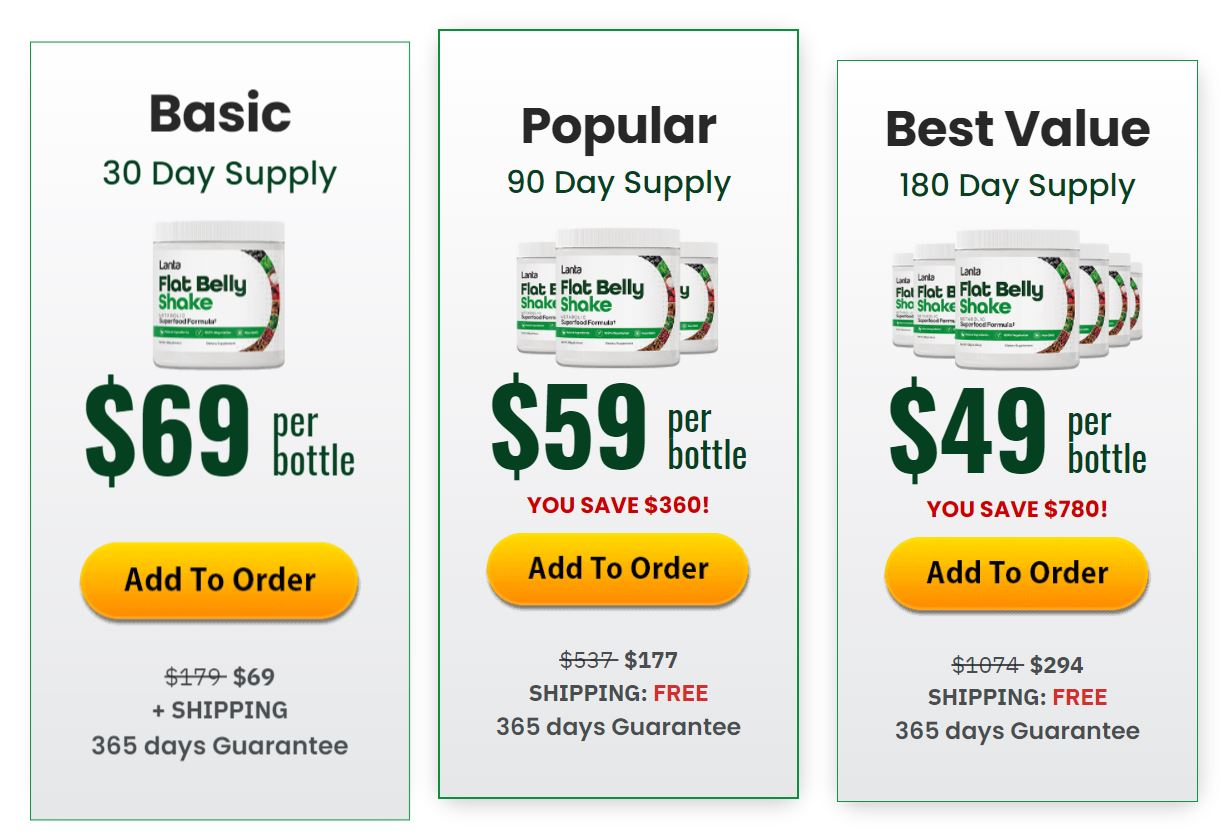 Basic
30 Day Supply
Lanta
Flat Belly
Shake
METABOLIC
Superfood Formula†
$69 per
bottle
Add To Order
$179 $69
+ SHIPPING
365 days Guarantee
Popular
90 Day Supply
Lanta
Flat Belly
Shake
METABOLIC
Superfood Formula†
$59 per
bottle
YOU SAVE $360!
Add To Order
$537 $177
SHIPPING: FREE
365 days Guarantee
Best Value
180 Day Supply
Lanta
Flat Belly
Shake
METABOLIC
Superfood Formula†
$49 per
bottle
YOU SAVE $780!
Add To Order
$1074 $294
SHIPPING: FREE
365 days Guarantee